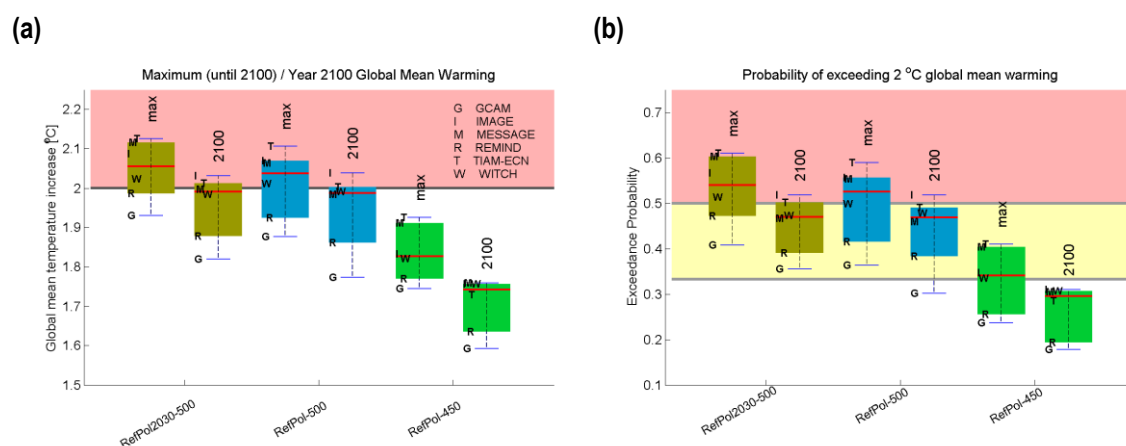 (a)
(b)
Maximum (until 2100) / Year 2100 Global Mean Warming
Global mean temperature increase [°C]
2.2
2.1
2
1.9
1.8
1.7
1.6
1.5
max
2100
max
2100
max
2100
G GCAM
I IMAGE
M MESSAGE
R REMIND
T TIAM-ECN
W WITCH
T
M
I
W
R
G
I
T
M
W
R
G
T
I
M
W
R
G
I
T
M
W
R
G
T
M
I
W
R
G
I
M
W
T
R
G
RefPol2030-500
RefPol-500
RefPol-450
Probability of exceeding 2 °C global mean warming
Exceedance Probability
0.7
0.6
0.5
0.4
0.3
0.2
0.1
max
2100
max
2100
max
2100
T
M
I
W
R
G
I
T
M
W
R
G
T
I
M
W
R
G
I
T
W
M
R
G
T
M
I
W
R
G
I
M
W
T
R
G
RefPol2030-500
RefPol-500
RefPol-450